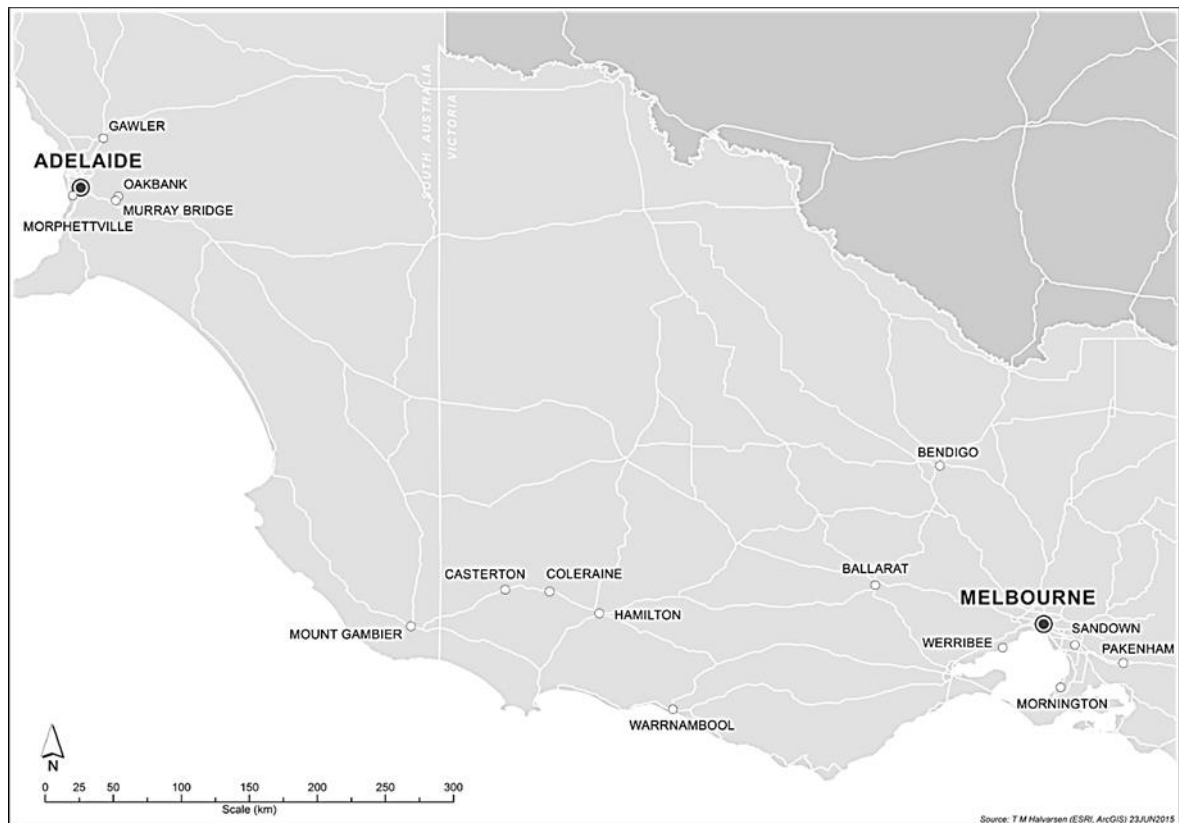 SOUTH AUSTRALIA
VICTORIA
GAWLER
ADELAIDE
OAKBANK
MURRAY BRIDGE
MORPHETTVILLE
BENDIGO
CASTERTON
COLERAINE
BALLARAT
MELBOURNE
HAMILTON
MOUNT GAMBIER
WERRIBEE
SANDOWN
PAKENHAM
MORNINGTON
WARRNAMBOOL
N
0 25 50 100 150 200 250 300
Scale (km)
Source: T M Halvarsen (ESRI, ArcGIS) 23JUN2015